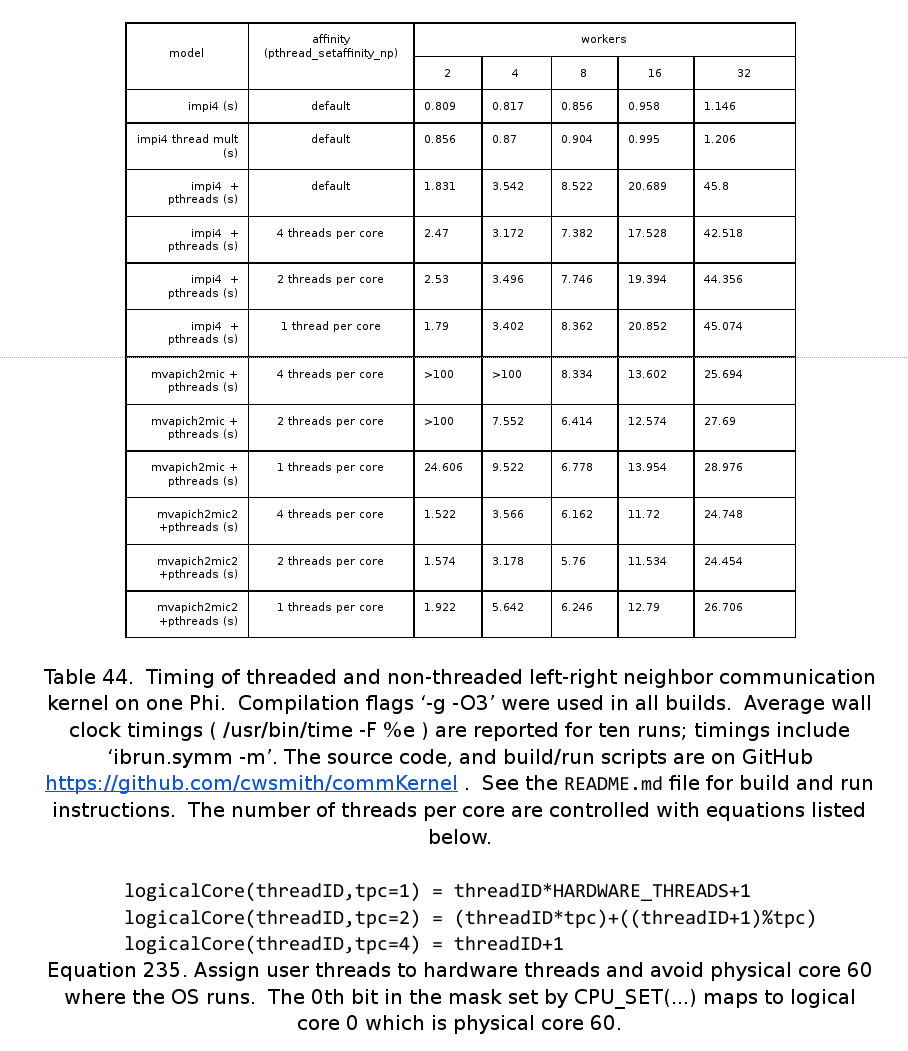 model affinity workers
(pthread_setaffinity_np)
2 4 8 16 32
impi4 (s) default 0.809 0.817 0.856 0.958 1.146
impi4 thread mult default 0.856 0.87 0.904 0.995 1.206
(s)
impi4 + default 1.831 3.542 8.522 20.689 45.8
pthreads (s)
impi4 + 4 threads per core 2.47 3.172 7.382 17.528 42.518
pthreads (s)
impi4 + 2 threads per core 2.53 3.496 7.746 19.394 44.356
pthreads (s)
impi4 + 1 thread per core 1.79 3.402 8.362 20.852 45.074
pthreads (s)
mvapich2mic + 4 threads per core >100 >100 8.334 13.602 25.694
pthreads (s)
mvapich2mic + 2 threads per core >100 7.552 6.414 12.574 27.69
pthreads (s)
mvapich2mic + 1 threads per core 24.606 9.522 6.778 13.954 28.976
pthreads (s)
mvapich2mic2 4 threads per core 1.522 3.566 6.162 11.72 24.748
+pthreads (s)
mvapich2mic2 2 threads per core 1.574 3.178 5.76 11.534 24.454
+pthreads (s)
mvapich2mic2 1 threads per core 1.922 5.642 6.246 12.79 26.706
+pthreads (s)
Table 44. Timing of threaded and non-threaded left-right neighbor communication
kernel on one Phi. Compilation flags ‘-g -O3’ were used in all builds. Average wall
clock timings ( /usr/bin/time -F %e ) are reported for ten runs; timings include
‘ibrun.symm -m’. The source code, and build/run scripts are on GitHub
https://github.com/cwsmith/commKernel . See the README.md file for build and run
instructions. The number of threads per core are controlled with equations listed
below.
logicalCore(threadID,tpc=1) = threadID*HARDWARE_THREADS+1
logicalCore(threadID,tpc=2) = (threadID*tpc)+((threadID+1)%tpc)
logicalCore(threadID,tpc=4) = threadID+1
Equation 235. Assign user threads to hardware threads and avoid physical core 60
where the OS runs. The 0th bit in the mask set by CPU_SET(...) maps to logical
core 0 which is physical core 60.